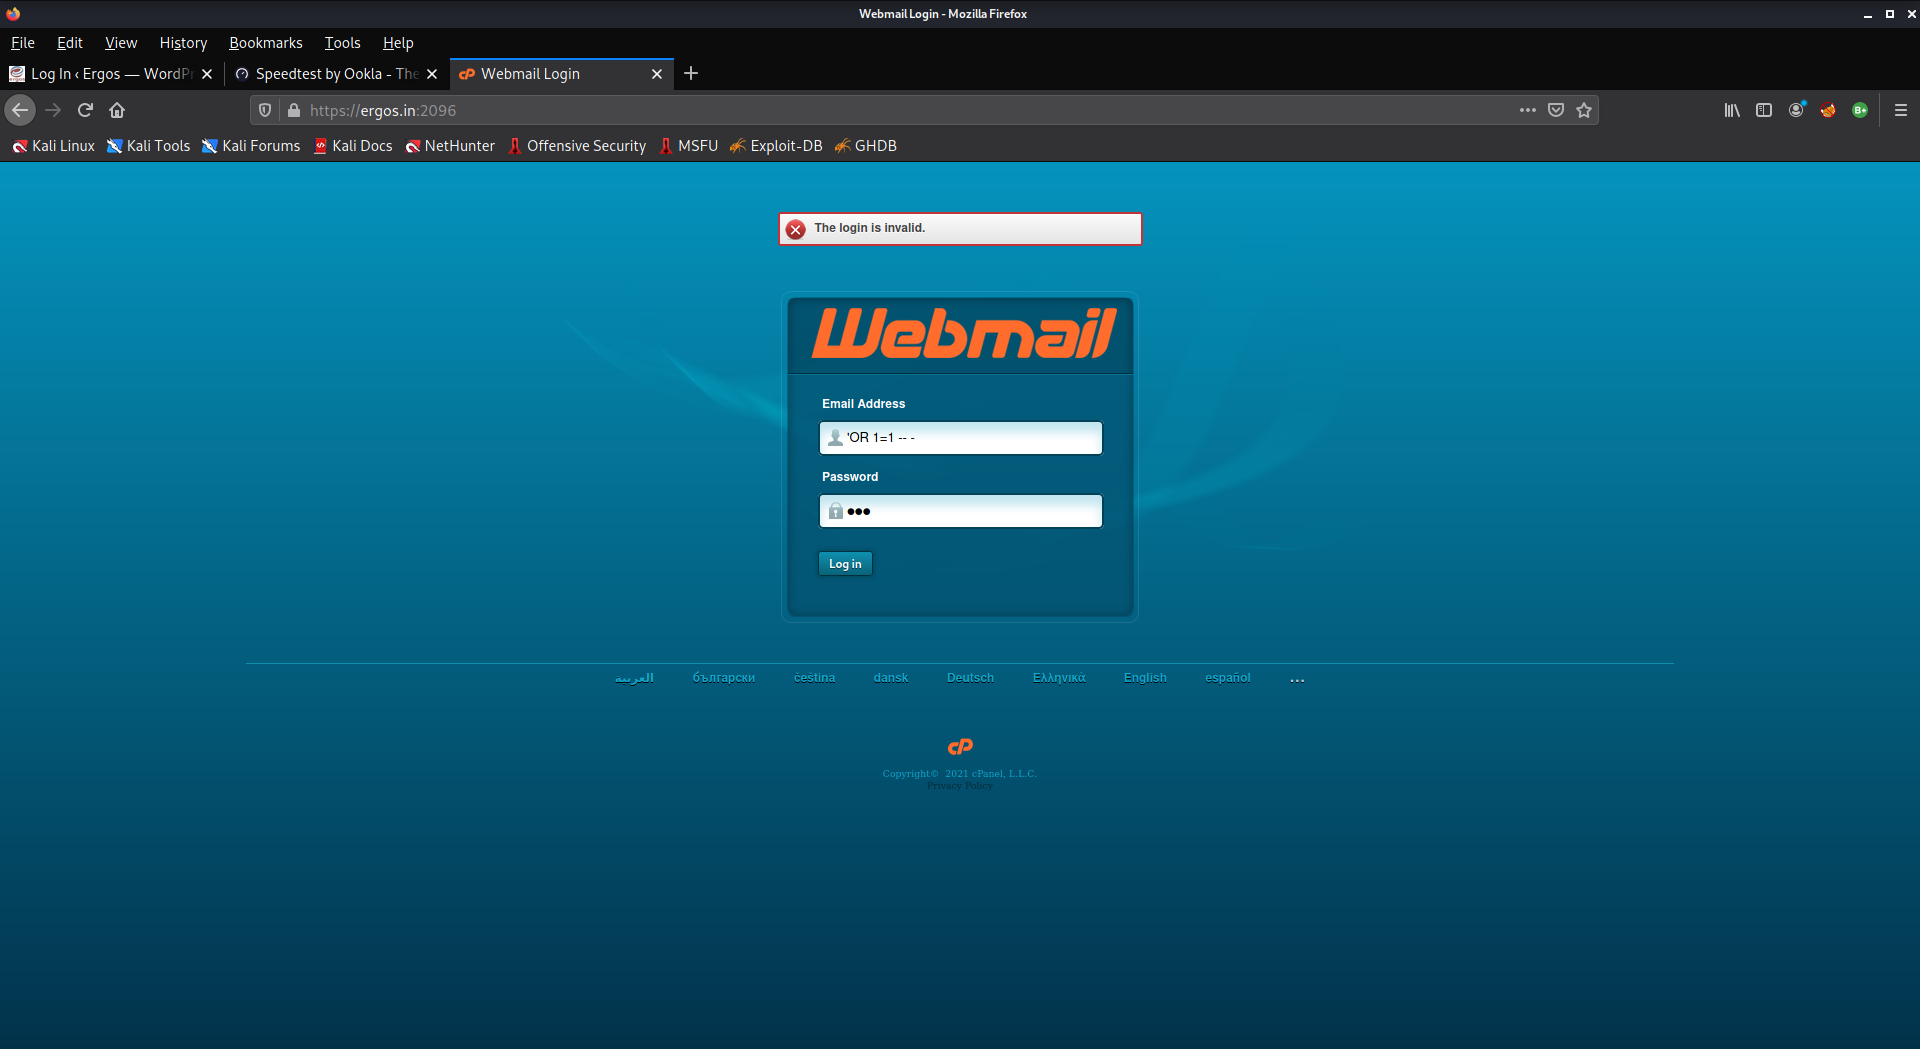 Webmail Login - Mozilla Firefox
File Edit View History Bookmarks Tools Help
Log In ‹ Ergos — WordPr Speedtest by Ookla - The Webmail Login
https://ergos.in:2096
Kali Linux Kali Tools Kali Forums Kali Docs NetHunter Offensive Security MSFU Exploit-DB GHDB
The login is invalid.
Webmail
Email Address
'OR 1=1 -- -
Password
Log in
العربية български čeština dansk Deutsch Ελληνικά English español ...
cP
Copyright© 2021 cPanel, L.L.C.
Privacy Policy